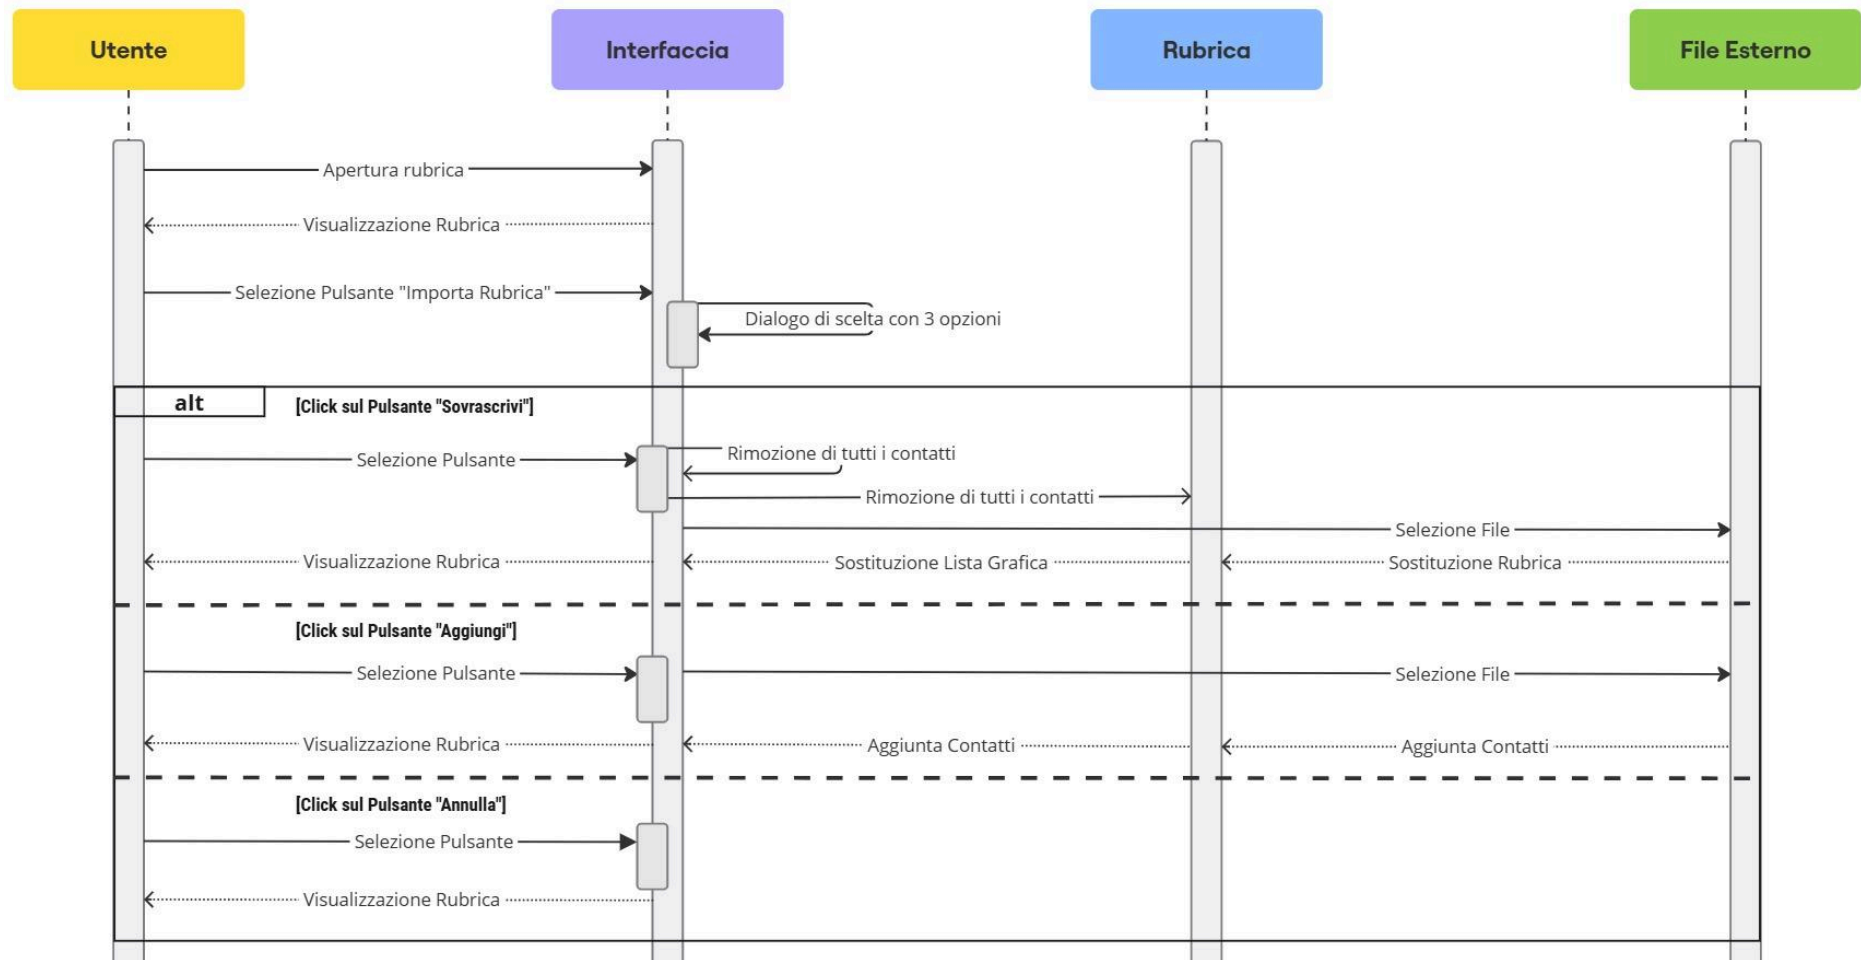 Utente
Interfaccia
Rubrica
File Esterno
Apertura rubrica
Visualizzazione Rubrica
Selezione Pulsante "Importa Rubrica"
Dialogo di scelta con 3 opzioni
alt
[Click sul Pulsante "Sovrascrivi"]
Rimozione di tutti i contatti
Selezione Pulsante
Rimozione di tutti i contatti
Selezione File
Visualizzazione Rubrica
Sostituzione Lista Grafica
Sostituzione Rubrica
[Click sul Pulsante "Aggiungi"]
Selezione Pulsante
Selezione File
Visualizzazione Rubrica
Aggiunta Contatti
Aggiunta Contatti
[Click sul Pulsante "Annulla"]
Selezione Pulsante
Visualizzazione Rubrica